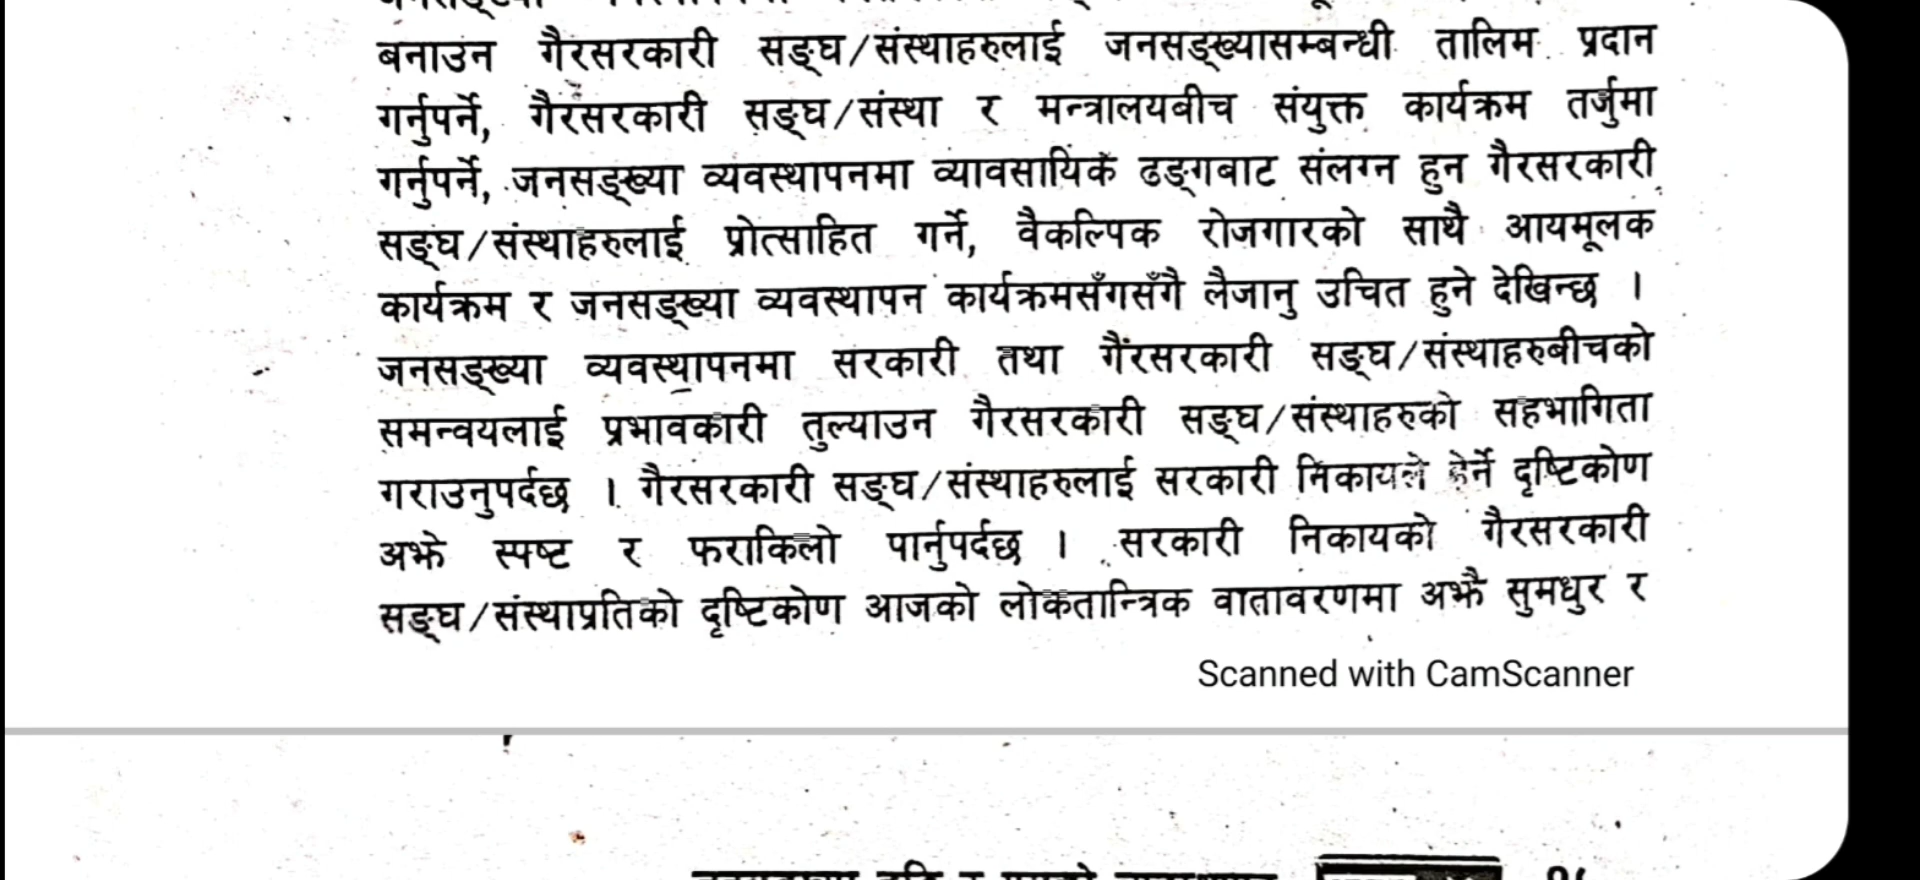 बनाउन गैरसरकारी सङ्घ/संस्थाहरुलाई जनसङ्ख्यासम्बन्धी तालिम प्रदान
गर्नुपर्ने, गैरसरकारी सङ्घ/संस्था र मन्त्रालयबीच संयुक्त कार्यक्रम तर्जुमा
गर्नुपर्ने, जनसङ्ख्या व्यवस्थापनमा व्यावसायिक ढङ्गबाट संलग्न हुन गैरसरकारी
सङ्घ/संस्थाहरुलाई प्रोत्साहित गर्ने, वैकल्पिक रोजगारको साथै आयमूलक
कार्यक्रम र जनसङ्ख्या व्यवस्थापन कार्यक्रमसँगसँगै लैजानु उचित हुने देखिन्छ ।
जनसङ्ख्या व्यवस्थापनमा सरकारी तथा गैरसरकारी सङ्घ/संस्थाहरुबीचको
समन्वयलाई प्रभावकारी तुल्याउन गैरसरकारी सङ्घ/संस्थाहरुको सहभागिता
गराउनुपर्दछ । गैरसरकारी सङ्घ/संस्थाहरुलाई सरकारी निकायले हेर्ने दृष्टिकोण
अझै स्पष्ट र फराकिलो पार्नुपर्दछ । सरकारी निकायको गैरसरकारी
सङ्घ/संस्थाप्रतिको दृष्टिकोण आजको लोकतान्त्रिक वातावरणमा अझै सुमधुर र
Scanned with CamScanner